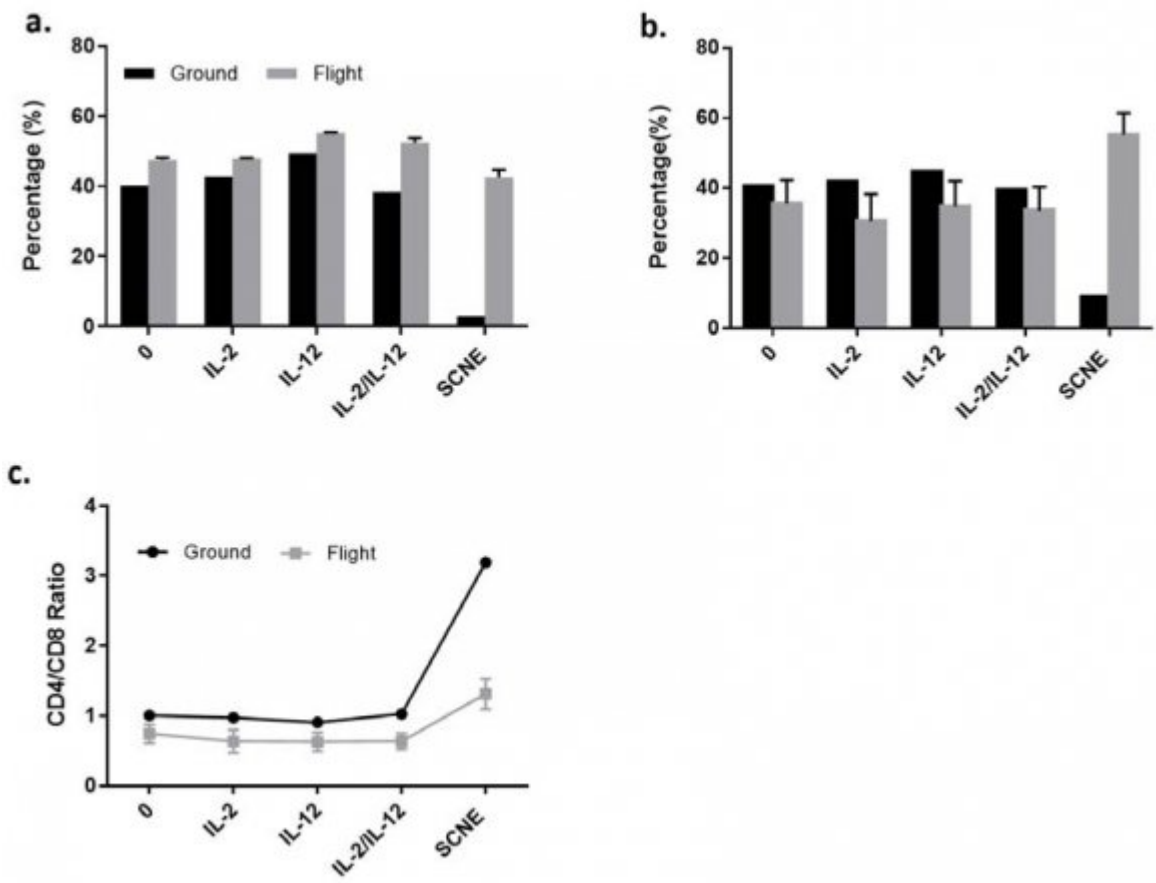 a.
80
60
40
20
0
Percentage (%)
Ground Flight
0 IL-2 IL-12 IL-2/IL-12 SCNE
b.
80
60
40
20
0
Percentage(%)
0 IL-2 IL-12 IL-2/IL-12 SCNE
c.
4
3
2
1
0
CD4/CD8 Ratio
Ground Flight
0 IL-2 IL-12 IL-2/IL-12 SCNE